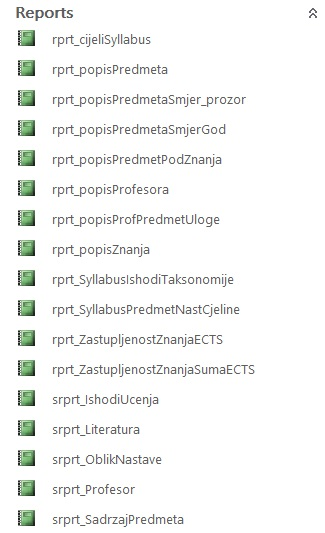 Reports
rprt_cijeliSyllabus
rprt_popisPredmeta
rprt_popisPredmetaSmjer_prozor
rprt_popisPredmetaSmjerGod
rprt_popisPredmetPodZnanja
rprt_popisProfesora
rprt_popisProfPredmetUloge
rprt_popisZnanja
rprt_SyllabusIshodiTaksonomije
rprt_SyllabusPredmetNastCjeline
rprt_ZastupljenostZnanjaECTS
rprt_ZastupljenostZnanjaSumaECTS
srprt_IshodiUcenja
srprt_Literatura
srprt_OblikNastave
srprt_Profesor
srprt_SadrzajPredmeta